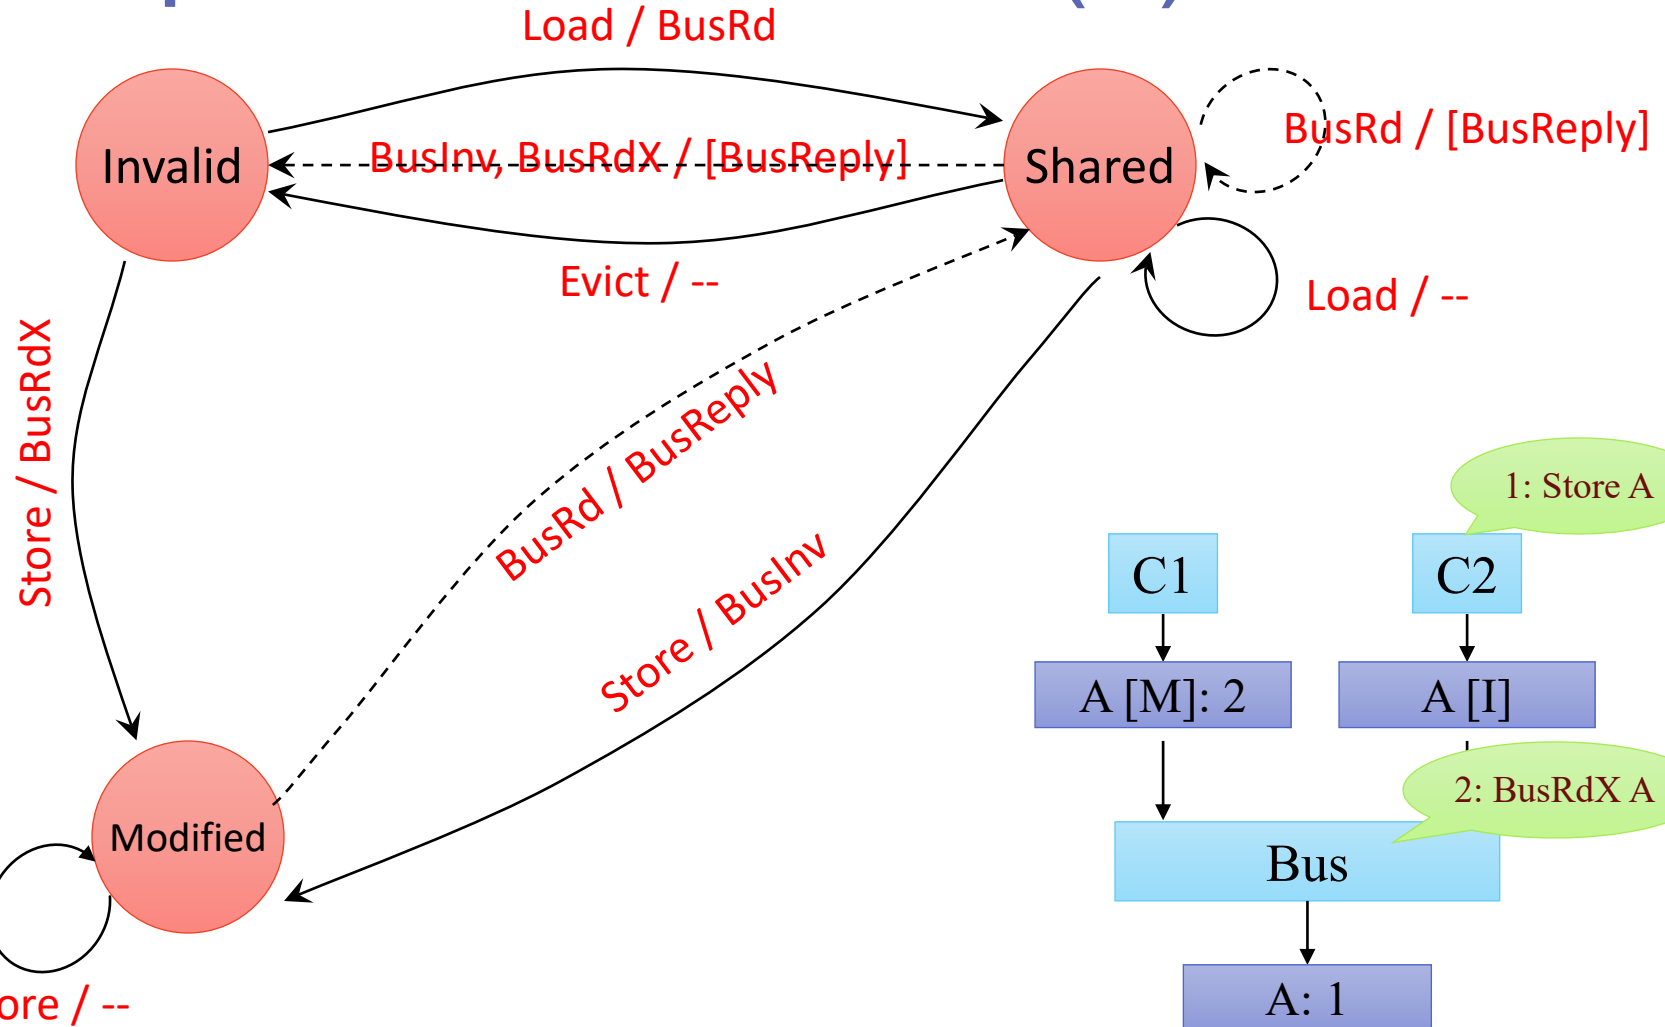 Load / BusRd
Invalid
BusInv, BusRdX / [BusReply]
Shared
BusRd / [BusReply]
Evict / --
Load / --
Store / BusRdX
BusRd / BusReply
Store / BusInv
1: Store A
C1
C2
A [M]: 2
A [I]
2: BusRdX A
Modified
Bus
A: 1
ore / --